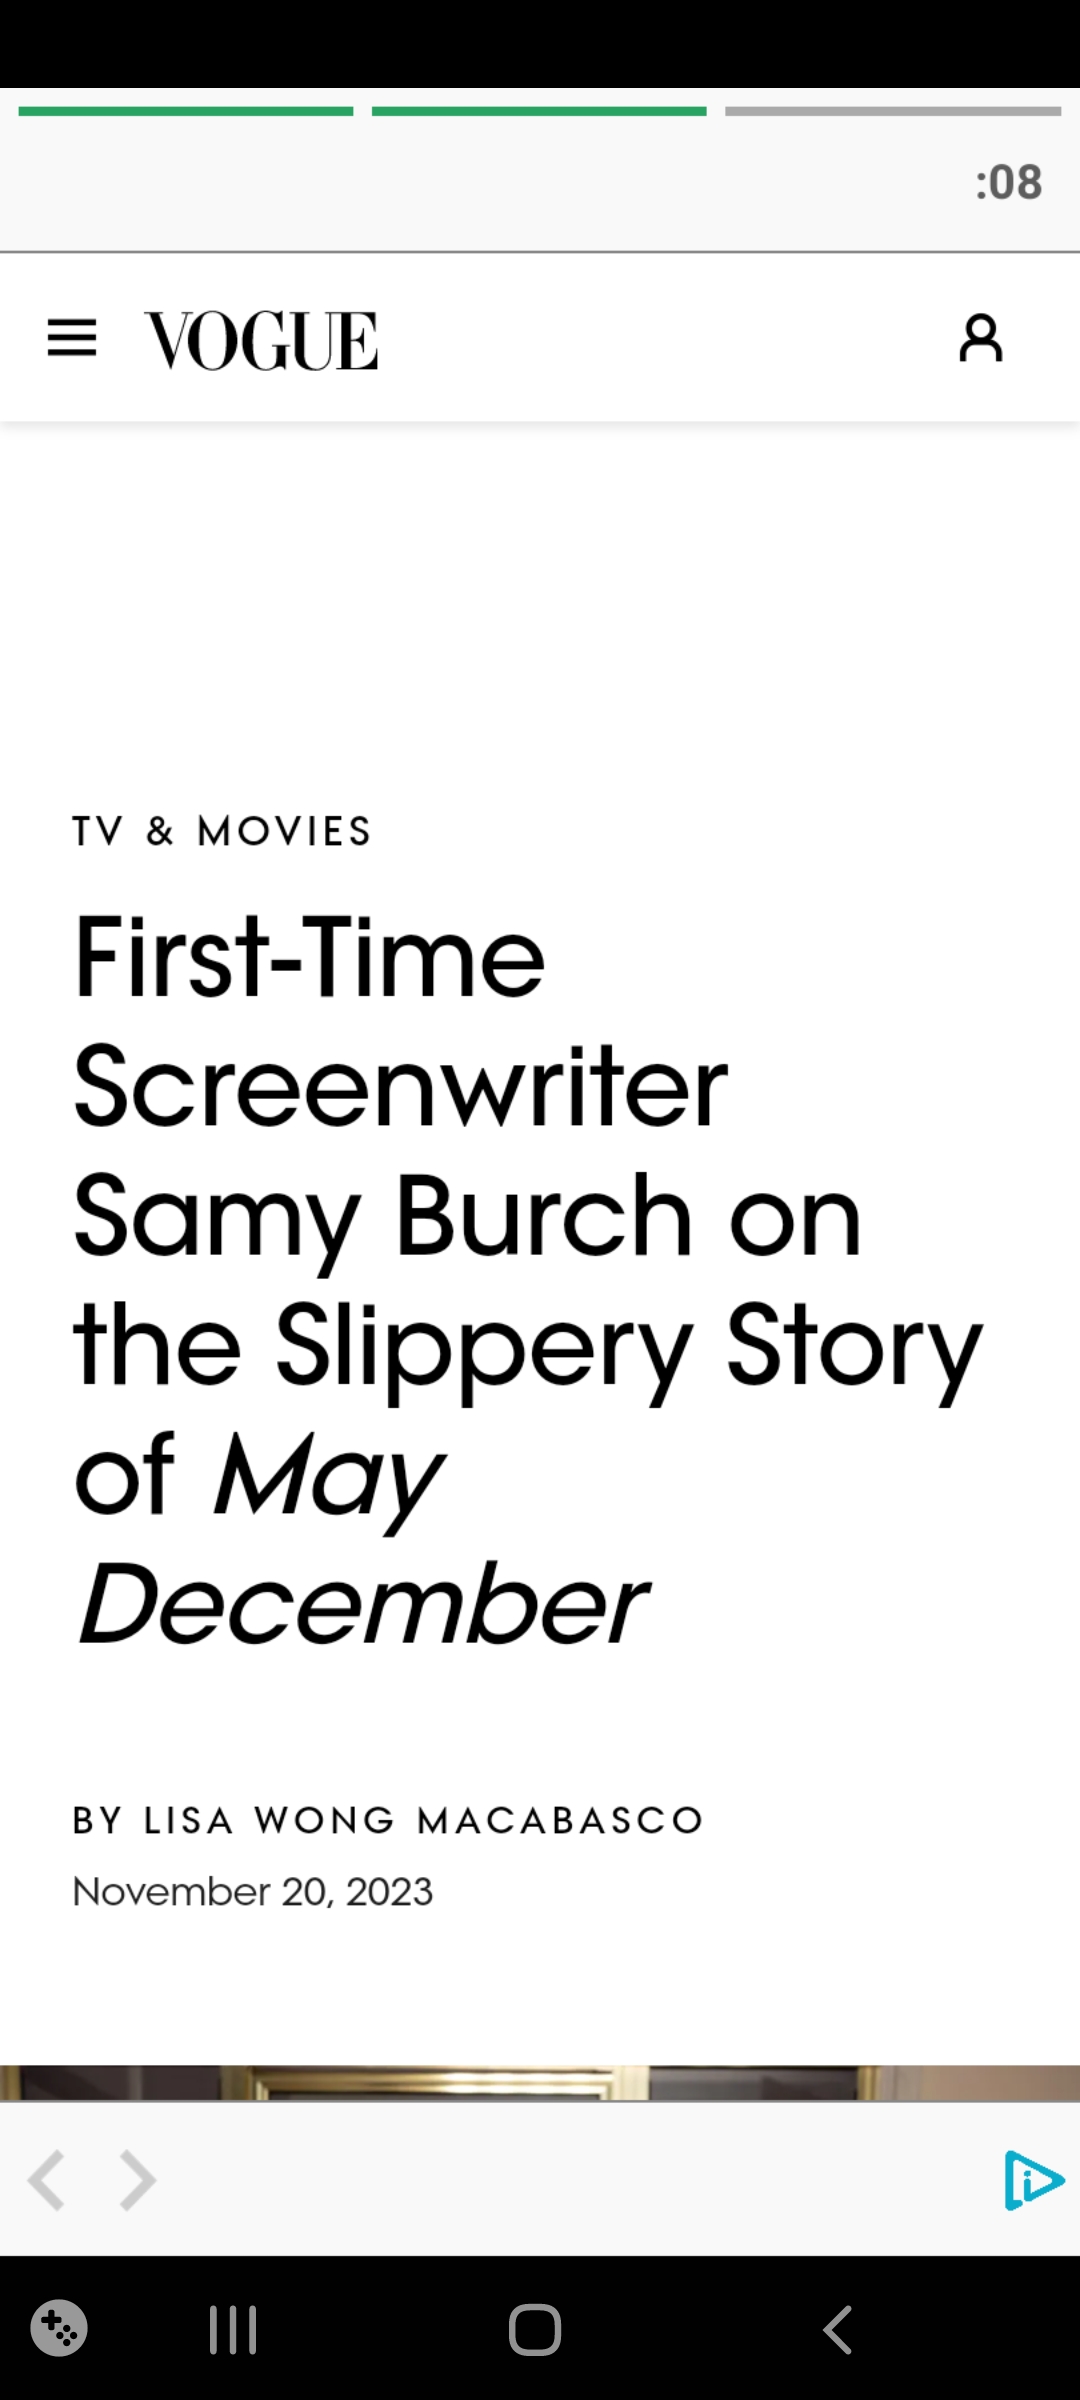 :08
VOGUE
TV & MOVIES
First-Time
Screenwriter
Samy Burch on
the Slippery Story
of May
December
BY LISA WONG MACABASCO
November 20, 2023